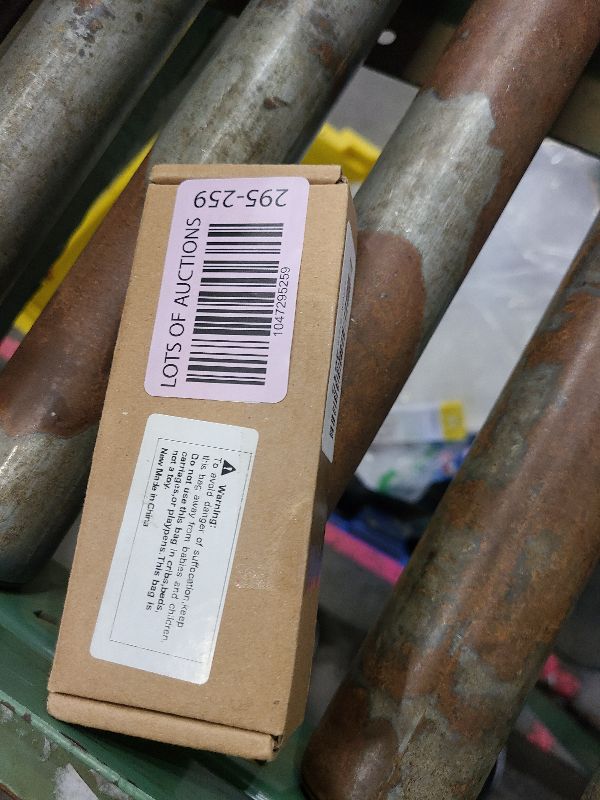 LOTS OF AUCTIONS
1047295259
295-259
Warning:
To avoid danger of suffocation,keep
this bag away from babies and children.
Do not use this bag in cribs,beds,
carriages,or playpens.This bag is
not a toy.
New Made in China